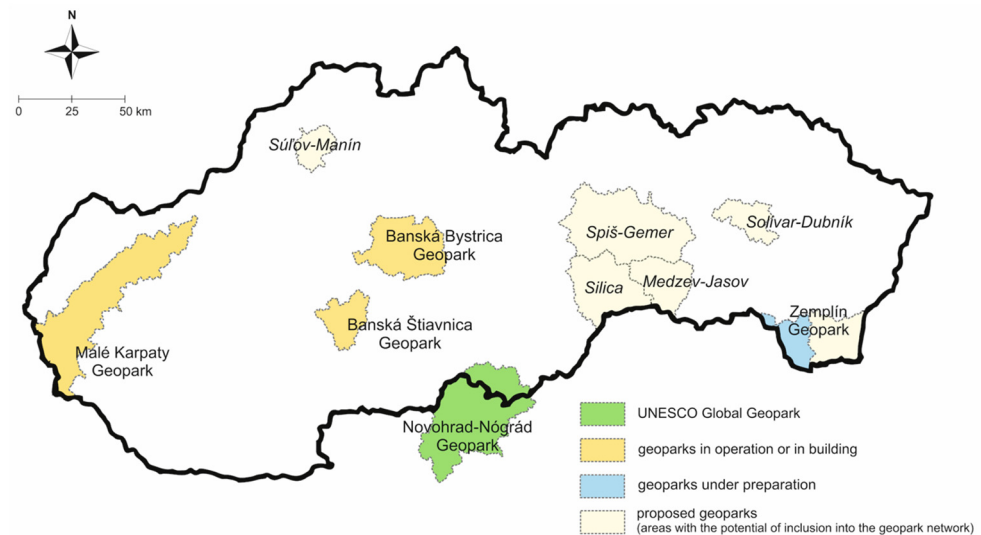 N
0 25 50 km
Súľov-Manín
Banská Bystrica
Geopark
Spiš-Gemer
Solivar-Dubník
Silica
Medzev-Jasov
Banská Štiavnica
Geopark
Zemplín
Geopark
Malé Karpaty
Geopark
Novohrad-Nógrád
Geopark
UNESCO Global Geopark
geoparks in operation or in building
geoparks under preparation
proposed geoparks
(areas with the potential of inclusion into the geopark network)